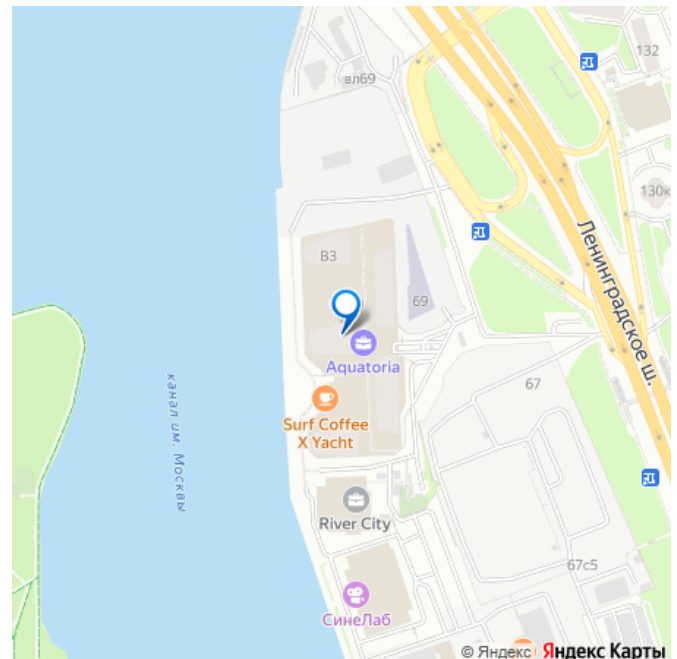 132
вл69
130к
Ленинградское ш.
В3
69
Aquatoria
67
канал им. Москвы
Surf Coffee
X Yacht
River City
67с5
СинеЛаб
© Яндекс Яндекс Карты